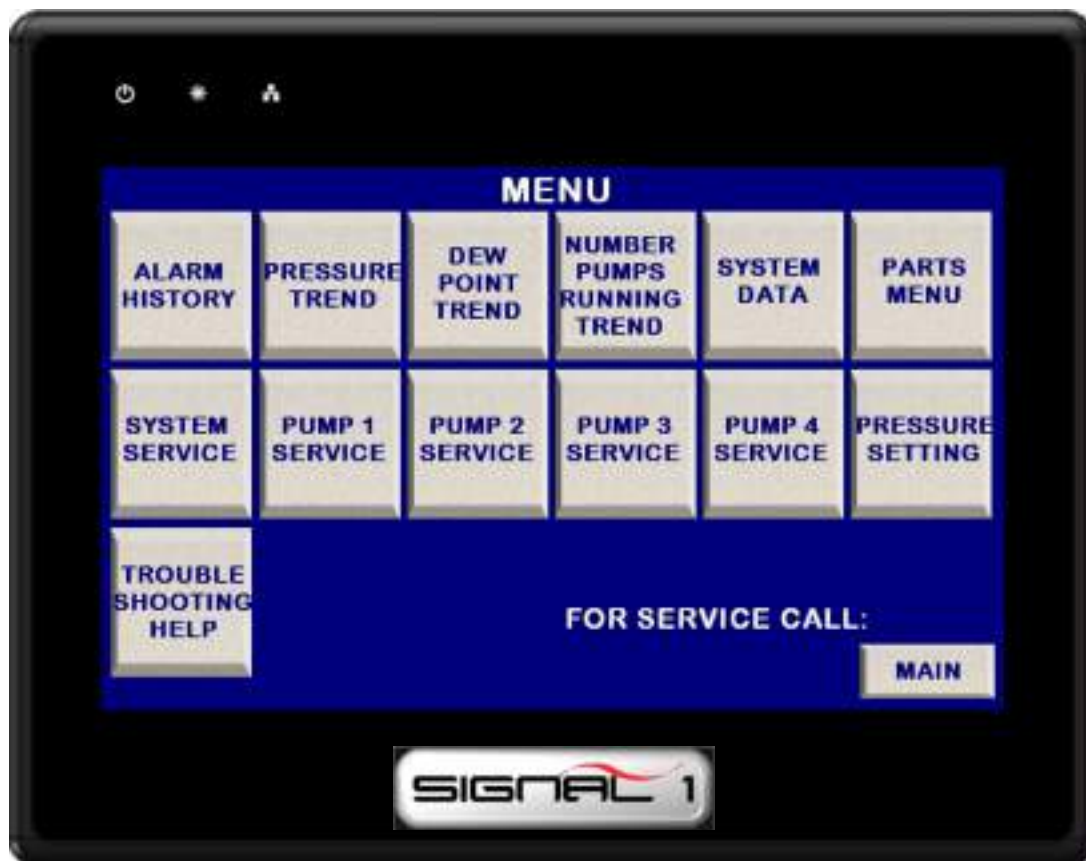 MENU
ALARM
HISTORY
PRESSURE
TREND
DEW
POINT
TREND
NUMBER
PUMPS
RUNNING
TREND
SYSTEM
DATA
PARTS
MENU
SYSTEM
SERVICE
PUMP 1
SERVICE
PUMP 2
SERVICE
PUMP 3
SERVICE
PUMP 4
SERVICE
PRESSURE
SETTING
TROUBLE
SHOOTING
HELP
FOR SERVICE CALL:
MAIN
SIGNAL 1